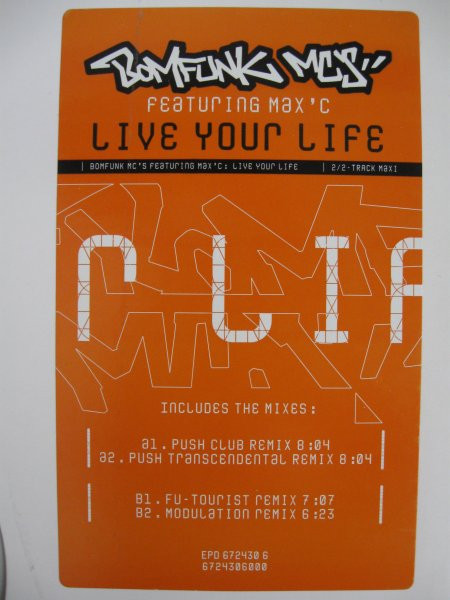 BOMFUNK MC'S
FEATURING MAX'C
LIVE YOUR LIFE
| BOMFUNK MC'S FEATURING MAX'C: LIVE YOUR LIFE | 2/2-TRACK MAXI
R LIF
INCLUDES THE MIXES:
A1. PUSH CLUB REMIX 8:04
A2. PUSH TRANSCENDENTAL REMIX 8:04
B1. FU-TOURIST REMIX 7:07
B2. MODULATION REMIX 6:23
EPD 672430 6
6724306000